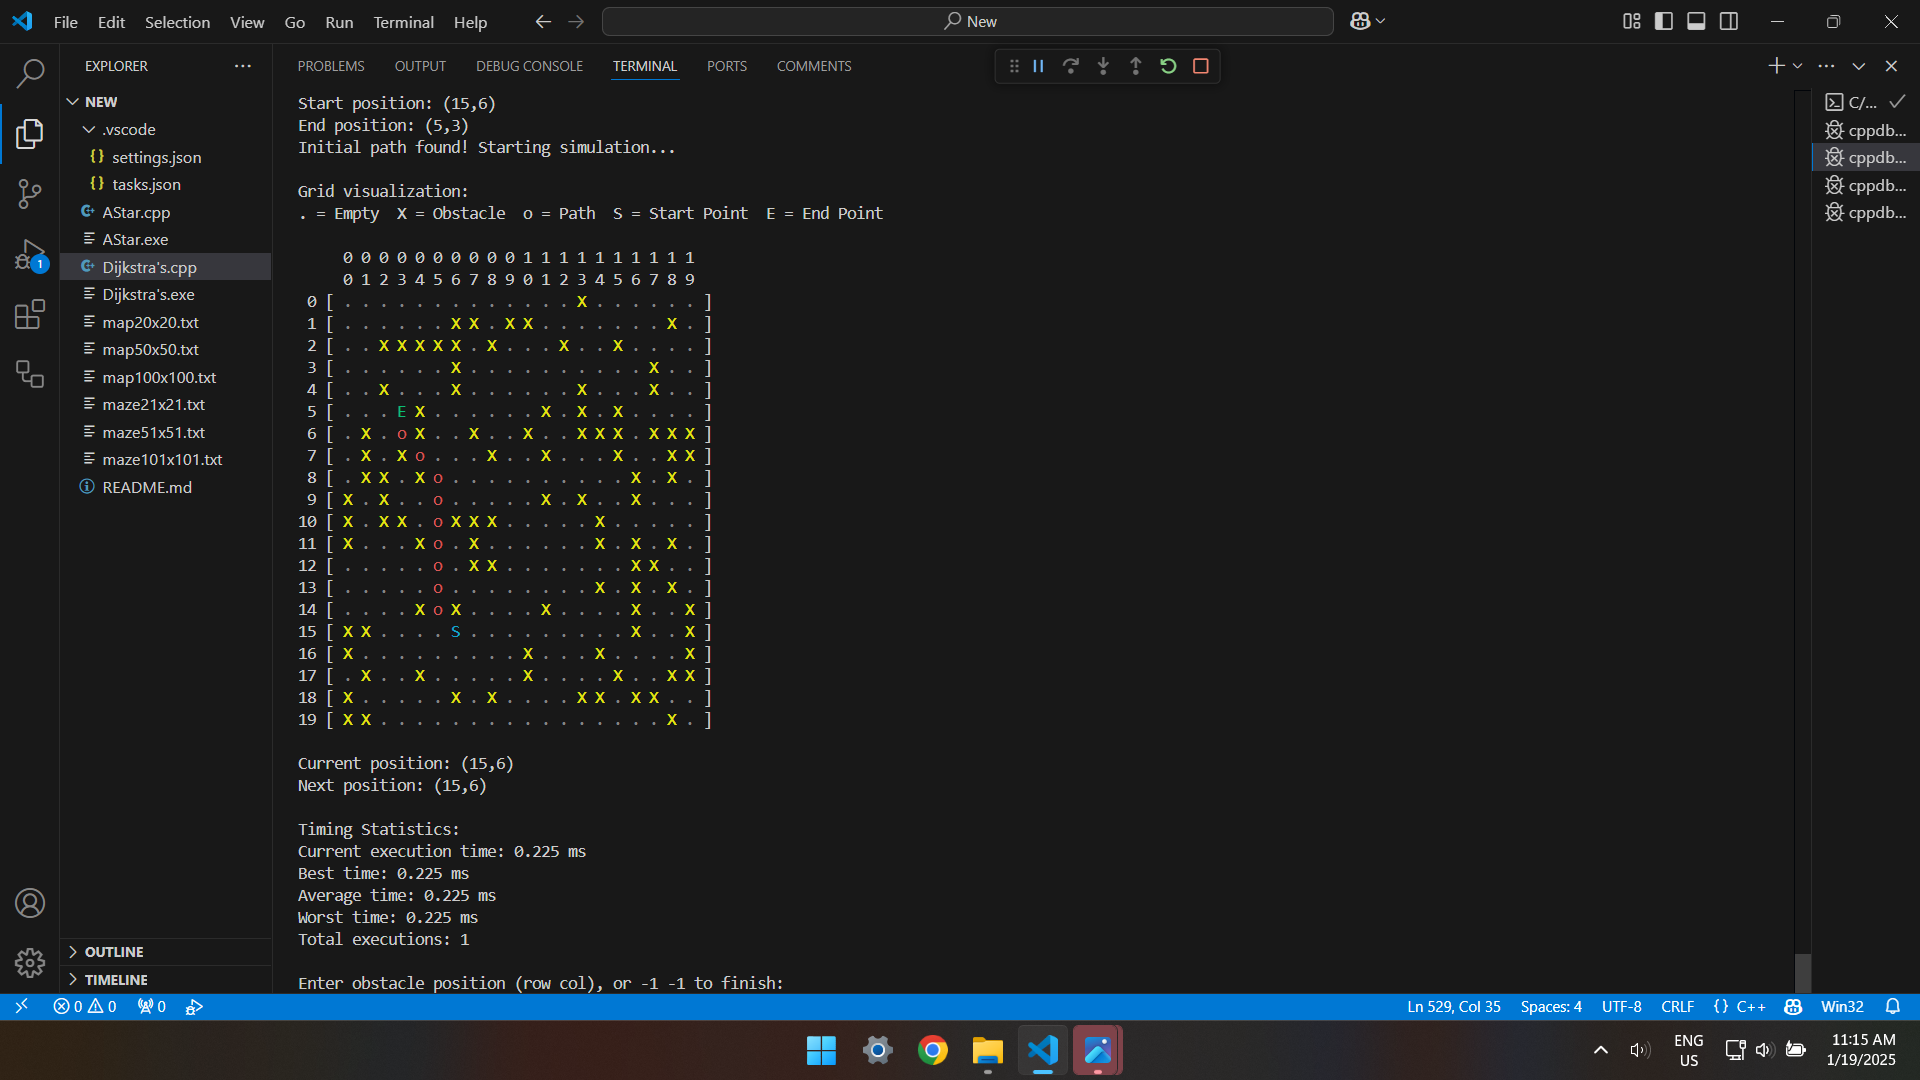 File Edit Selection View Go Run Terminal Help New
EXPLORER
NEW
.vscode
settings.json
tasks.json
AStar.cpp
AStar.exe
Dijkstra's.cpp
Dijkstra's.exe
map20x20.txt
map50x50.txt
map100x100.txt
maze21x21.txt
maze51x51.txt
maze101x101.txt
README.md
OUTLINE
TIMELINE
1
PROBLEMS OUTPUT DEBUG CONSOLE TERMINAL PORTS COMMENTS
Start position: (15,6)
End position: (5,3)
Initial path found! Starting simulation...
Grid visualization:
. = Empty  X = Obstacle  o = Path  S = Start Point  E = End Point
0 0 0 0 0 0 0 0 0 0 1 1 1 1 1 1 1 1 1 1
0 1 2 3 4 5 6 7 8 9 0 1 2 3 4 5 6 7 8 9
0 [ . . . . . . . . . . . . . X . . . . . . ]
1 [ . . . . . . X X . X X . . . . . . . X . ]
2 [ . . X X X X X . X . . . X . . X . . . . ]
3 [ . . . . . . X . . . . . . . . . . X . . ]
4 [ . . X . . . X . . . . . . X . . . X . . ]
5 [ . . . E X . . . . . . X . X . X . . . . ]
6 [ . X . o X . . X . . X . . X X X . X X X ]
7 [ . X . X o . . . X . . X . . . X . . X X ]
8 [ . X X . X o . . . . . . . . . . X . X . ]
9 [ X . X . . o . . . . . X . X . . X . . . ]
10 [ X . X X . o X X X . . . . . X . . . . . ]
11 [ X . . . X o . X . . . . . . X . X . X . ]
12 [ . . . . . o . X X . . . . . . . X X . . ]
13 [ . . . . . o . . . . . . . . X . X . X . ]
14 [ . . . . X o X . . . . X . . . . X . . X ]
15 [ X X . . . . S . . . . . . . . . X . . X ]
16 [ X . . . . . . . . . X . . . X . . . . X ]
17 [ . X . . X . . . . . X . . . . X . . X X ]
18 [ X . . . . . X . X . . . . X X . X X . . ]
19 [ X X . . . . . . . . . . . . . . . . X . ]
Current position: (15,6)
Next position: (15,6)
Timing Statistics:
Current execution time: 0.225 ms
Best time: 0.225 ms
Average time: 0.225 ms
Worst time: 0.225 ms
Total executions: 1
Enter obstacle position (row col), or -1 -1 to finish:
C/...
cppdb...
cppdb...
cppdb...
cppdb...
0 0 0 Ln 529, Col 35 Spaces: 4 UTF-8 CRLF {} C++ Win32
ENG
US
11:15 AM
1/19/2025